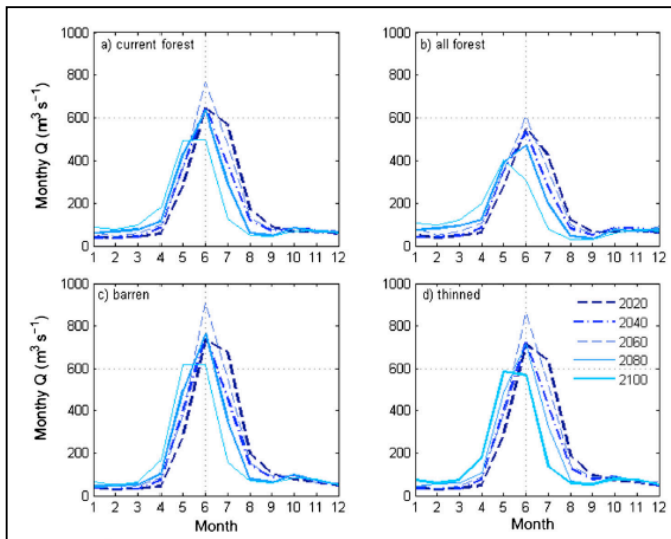 a) current forest
b) all forest
1000
800
600
400
200
0
Monthy Q (m³ s⁻¹)
1 2 3 4 5 6 7 8 9 10 11 12
1000
800
600
400
200
0
1 2 3 4 5 6 7 8 9 10 11 12
c) barren
d) thinned
1000
800
600
400
200
0
Monthy Q (m³ s⁻¹)
1 2 3 4 5 6 7 8 9 10 11 12
Month
1000
800
600
400
200
0
2020
2040
2060
2080
2100
1 2 3 4 5 6 7 8 9 10 11 12
Month